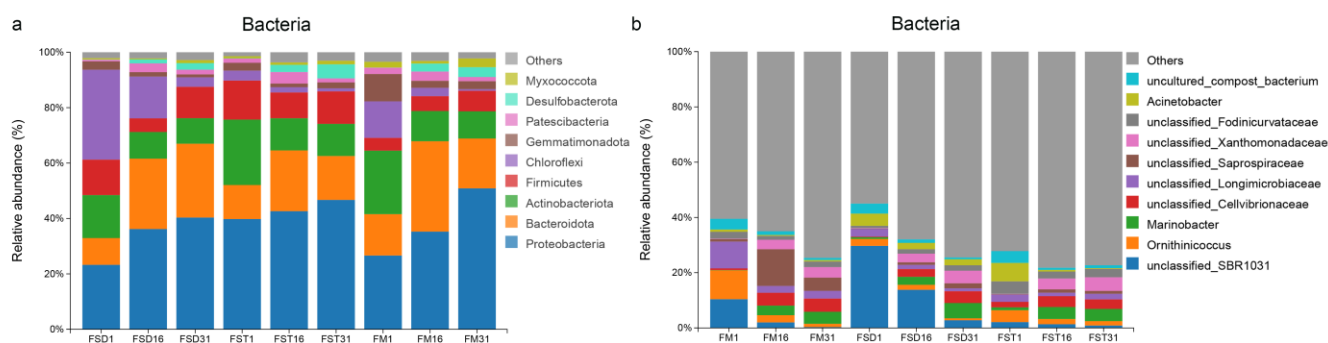 a
Bacteria
Relative abundance (%)
100%
80%
60%
40%
20%
0%
FSD1
FSD16
FSD31
FST1
FST16
FST31
FM1
FM16
FM31
Others
Myxococcota
Desulfobacterota
Patescibacteria
Gemmatimonadota
Chloroflexi
Firmicutes
Actinobacteriota
Bacteroidota
Proteobacteria
b
Bacteria
Relative abundance (%)
100%
80%
60%
40%
20%
0%
FM1
FM16
FM31
FSD1
FSD16
FSD31
FST1
FST16
FST31
Others
uncultured_compost_bacterium
Acinetobacter
unclassified_Fodinicurvataceae
unclassified_Xanthomonadaceae
unclassified_Saprospiraceae
unclassified_Longimicrobiaceae
unclassified_Cellvibrionaceae
Marinobacter
Ornithinicoccus
unclassified_SBR1031